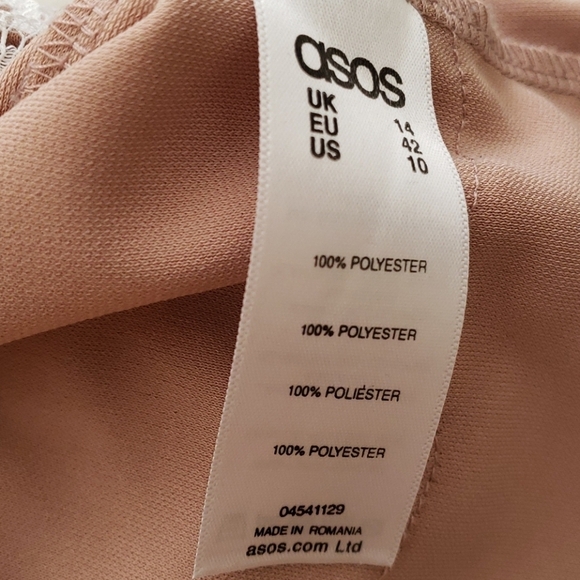 asos
UK 14
EU 42
US 10
100% POLYESTER
100% POLYESTER
100% POLIÉSTER
100% POLYESTER
04541129
MADE IN ROMANIA
asos.com Ltd